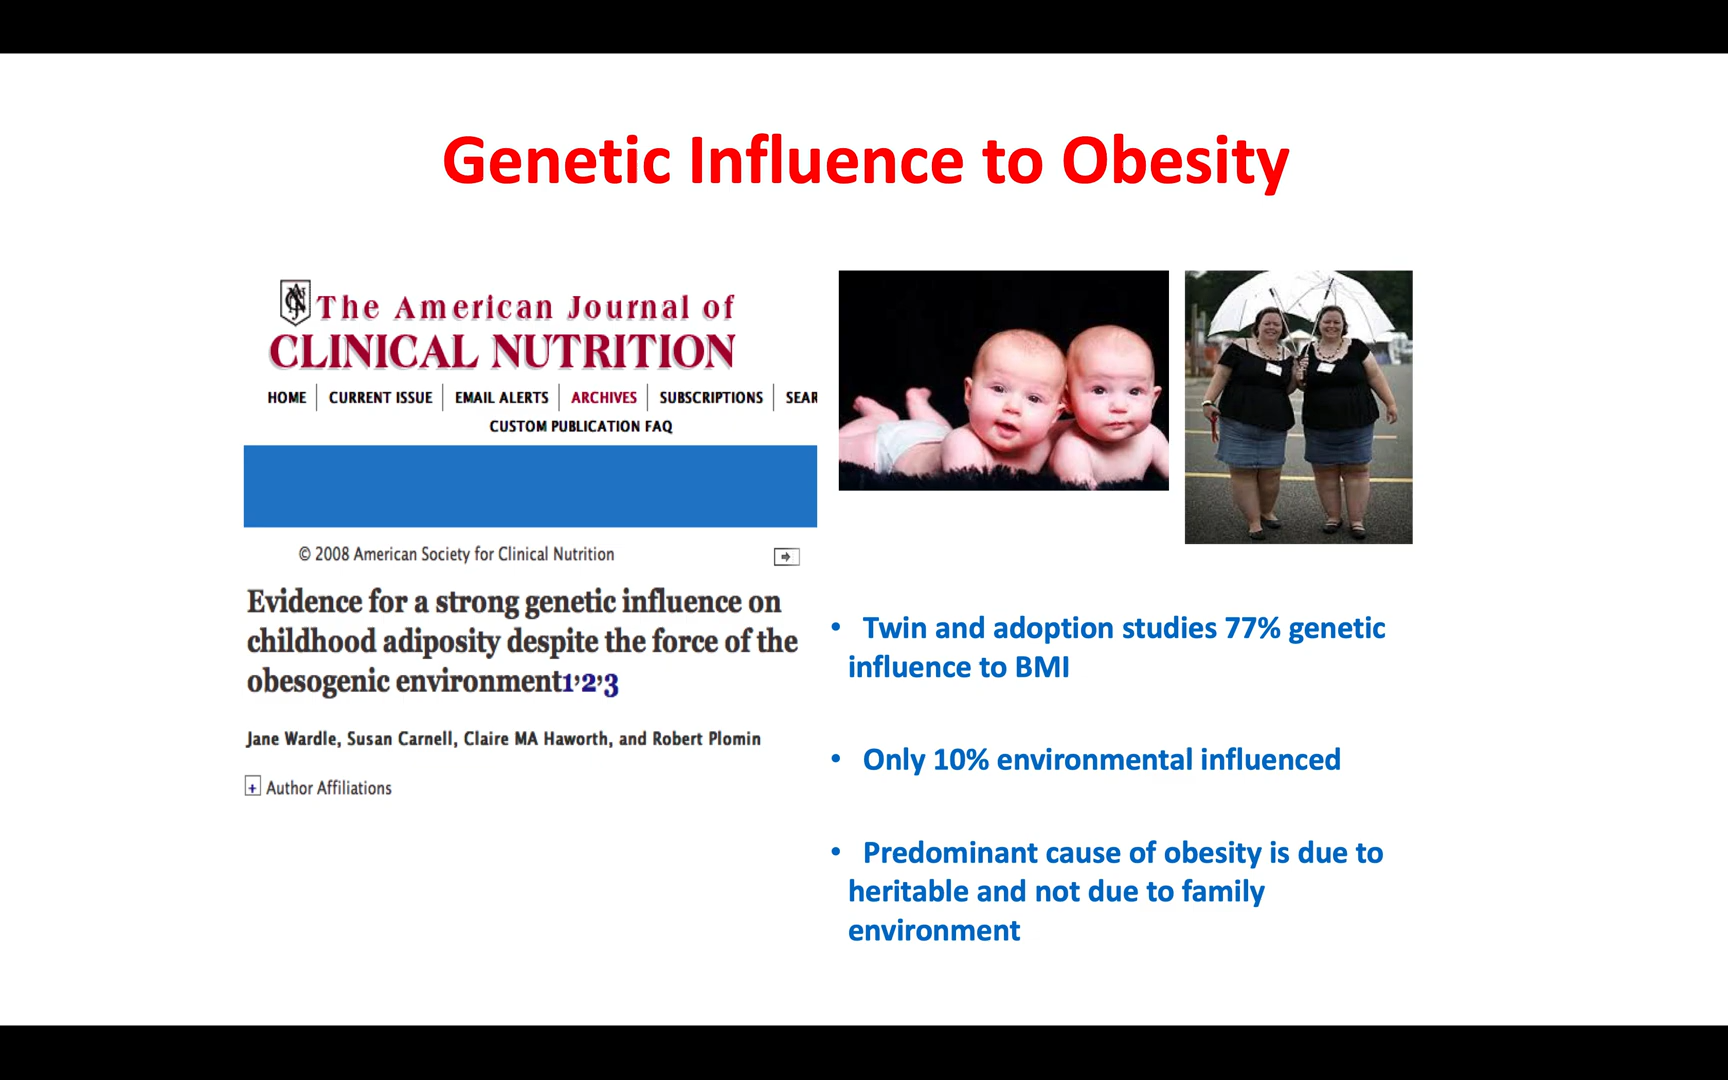 Genetic Influence to Obesity
The American Journal of
CLINICAL NUTRITION
HOME | CURRENT ISSUE | EMAIL ALERTS | ARCHIVES | SUBSCRIPTIONS | SEAR
CUSTOM PUBLICATION FAQ
© 2008 American Society for Clinical Nutrition
Evidence for a strong genetic influence on
childhood adiposity despite the force of the
obesogenic environment1,2,3
Jane Wardle, Susan Carnell, Claire MA Haworth, and Robert Plomin
+ Author Affiliations
• Twin and adoption studies 77% genetic
influence to BMI
• Only 10% environmental influenced
• Predominant cause of obesity is due to
heritable and not due to family
environment